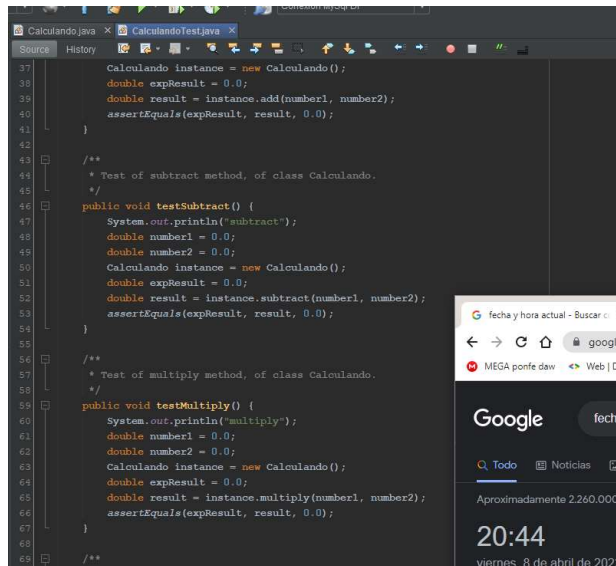 Calculando.java
CalculandoTest.java
Source
History
37 Calculando instance = new Calculando();
38 double expResult = 0.0;
39 double result = instance.add(number1, number2);
40 assertEquals(expResult, result, 0.0);
41 }
42
43 /**
44 * Test of subtract method, of class Calculando.
45 */
46 public void testSubtract() {
47 System.out.println("subtract");
48 double number1 = 0.0;
49 double number2 = 0.0;
50 Calculando instance = new Calculando();
51 double expResult = 0.0;
52 double result = instance.subtract(number1, number2);
53 assertEquals(expResult, result, 0.0);
54 }
55
56 /**
57 * Test of multiply method, of class Calculando.
58 */
59 public void testMultiply() {
60 System.out.println("multiply");
61 double number1 = 0.0;
62 double number2 = 0.0;
63 Calculando instance = new Calculando();
64 double expResult = 0.0;
65 double result = instance.multiply(number1, number2);
66 assertEquals(expResult, result, 0.0);
67 }
68
69 /**
fecha y hora actual - Buscar
googl
MEGA ponfe daw
Web | D
Google
fech
Todo
Noticias
Aproximadamente 2.260.000
20:44
viernes, 8 de abril de 202